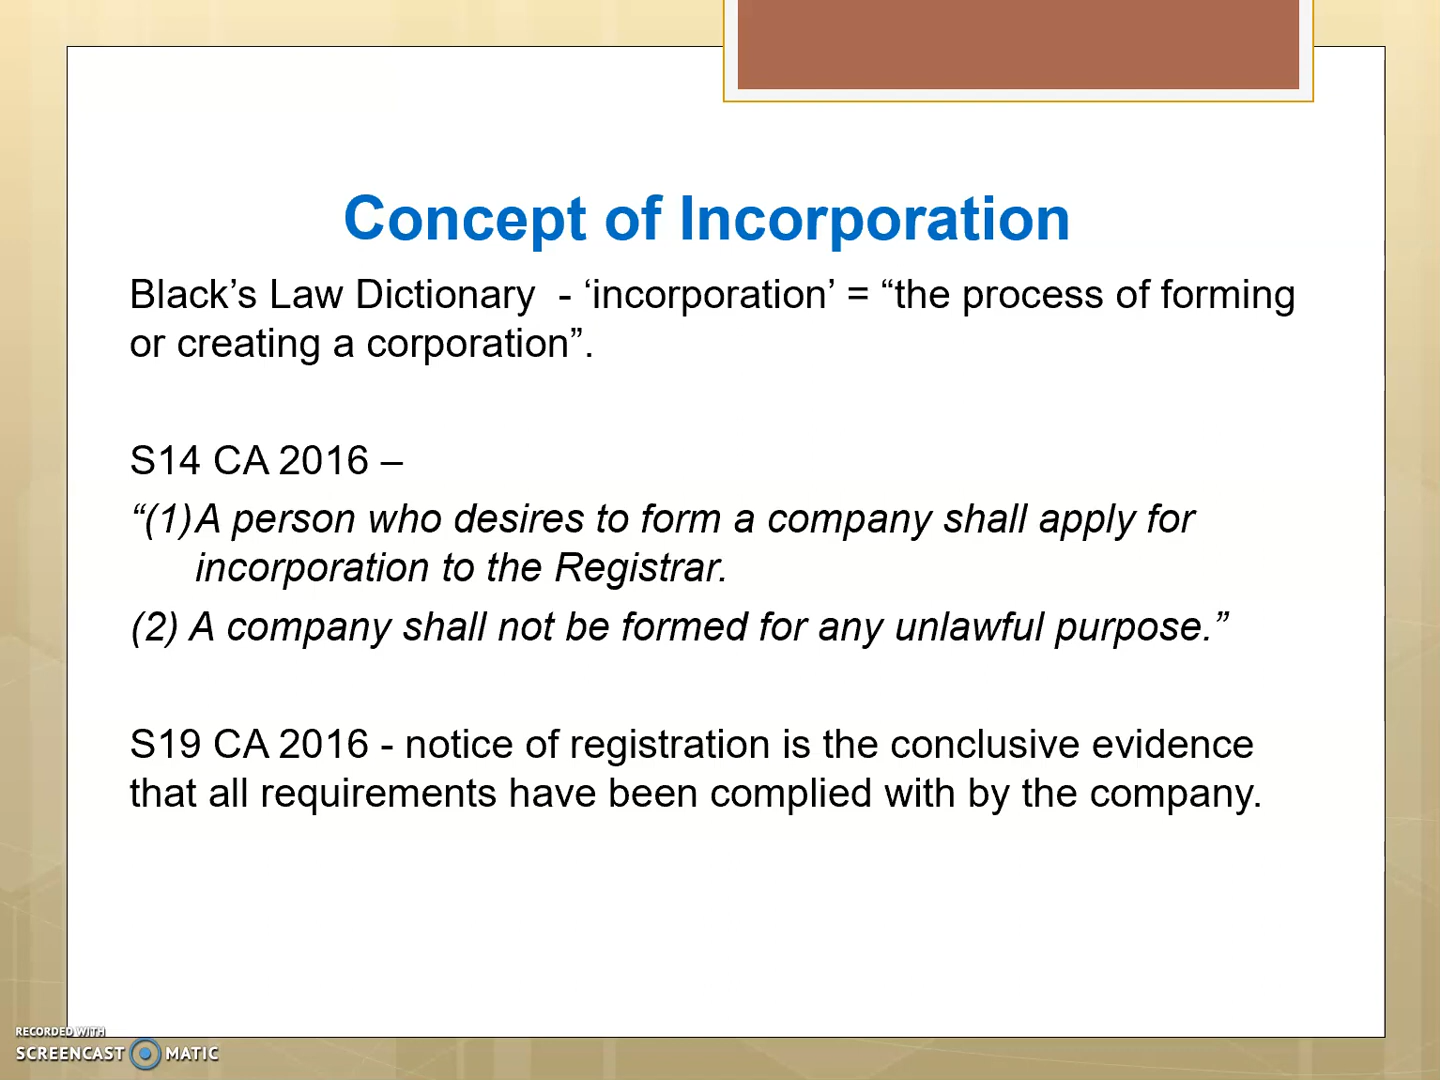 Concept of Incorporation
Black’s Law Dictionary - ‘incorporation’ = “the process of forming
or creating a corporation”.
S14 CA 2016 –
“(1)A person who desires to form a company shall apply for
incorporation to the Registrar.
(2) A company shall not be formed for any unlawful purpose.”
S19 CA 2016 - notice of registration is the conclusive evidence
that all requirements have been complied with by the company.
RECORDED WITH
SCREENCAST MATIC